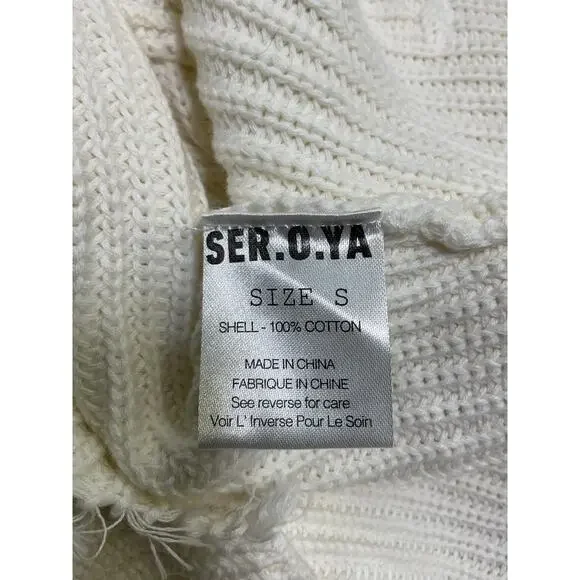 SER.O.YA
SIZE S
SHELL - 100% COTTON
MADE IN CHINA
FABRIQUE IN CHINE
See reverse for care
Voir L' Inverse Pour Le Soin